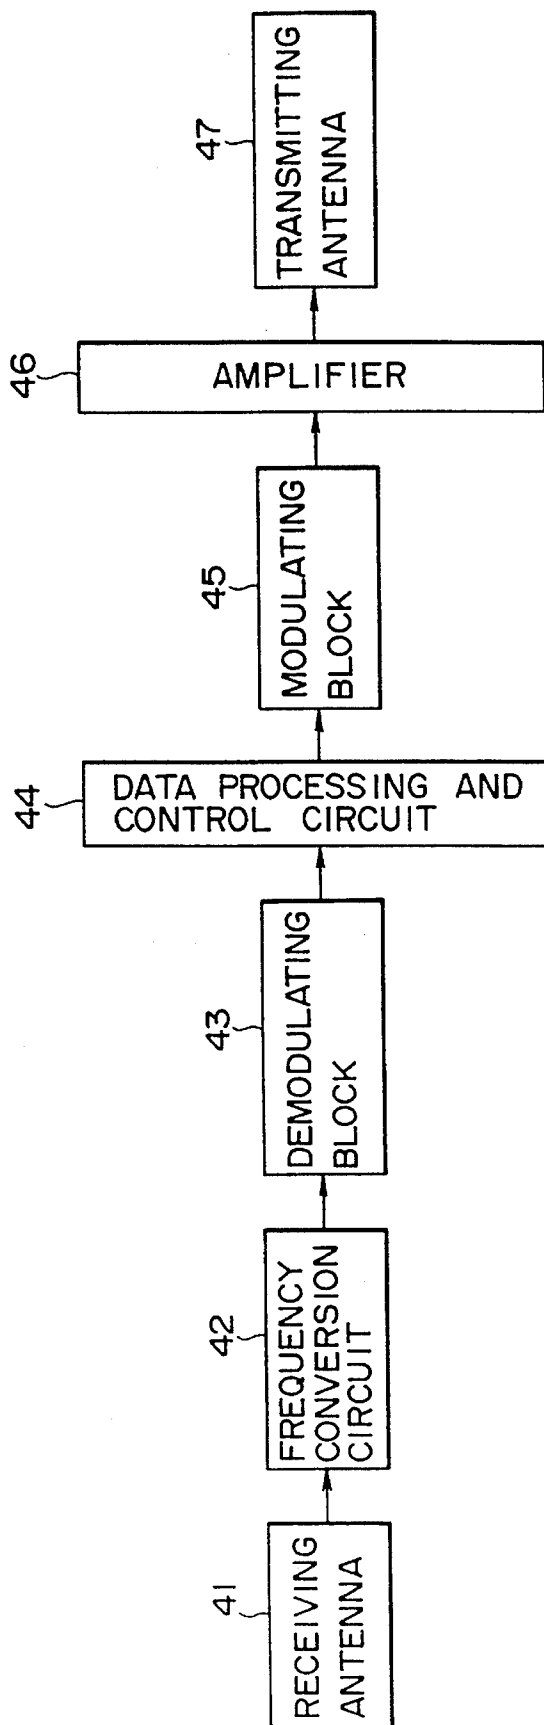 41
RECEIVING
ANTENNA
42
FREQUENCY
CONVERSION
CIRCUIT
43
DEMODULATING
BLOCK
44
DATA PROCESSING AND
CONTROL CIRCUIT
45
MODULATING
BLOCK
46
AMPLIFIER
47
TRANSMITTING
ANTENNA